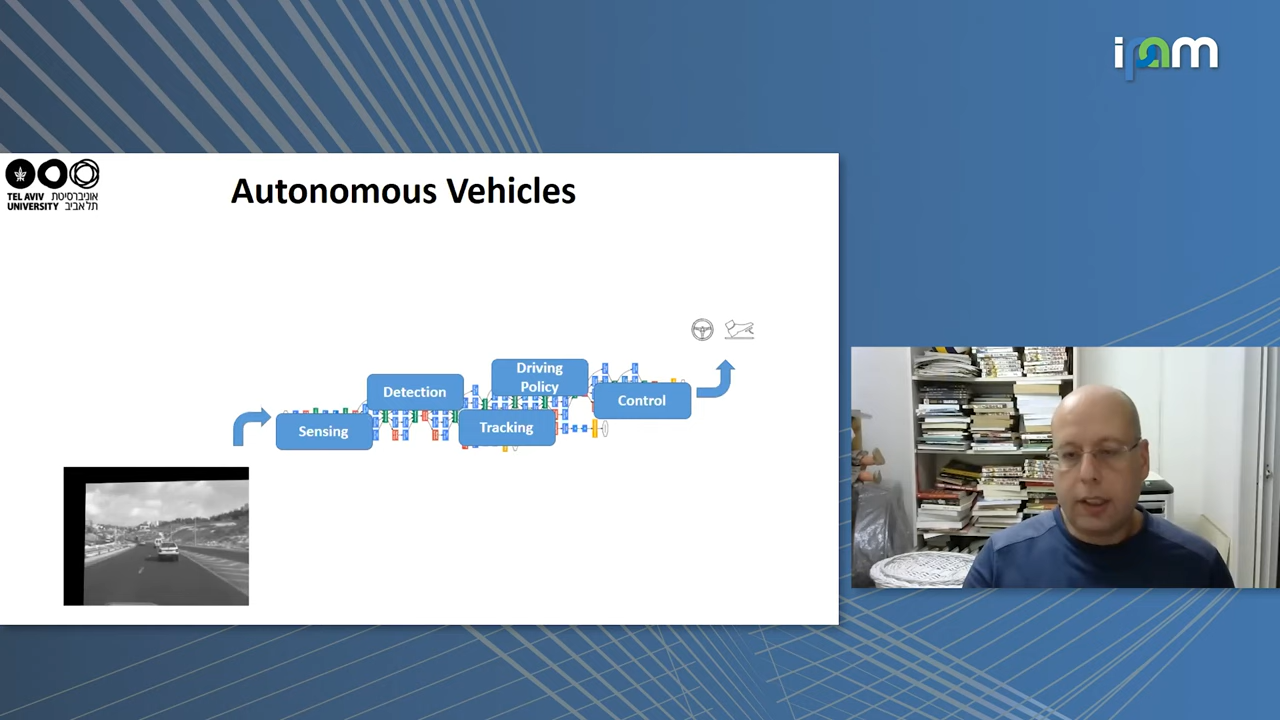 ipam
TEL AVIV אוניברסיטת
UNIVERSITY תל אביב
Autonomous Vehicles
Sensing
Detection
Driving
Policy
Tracking
Control